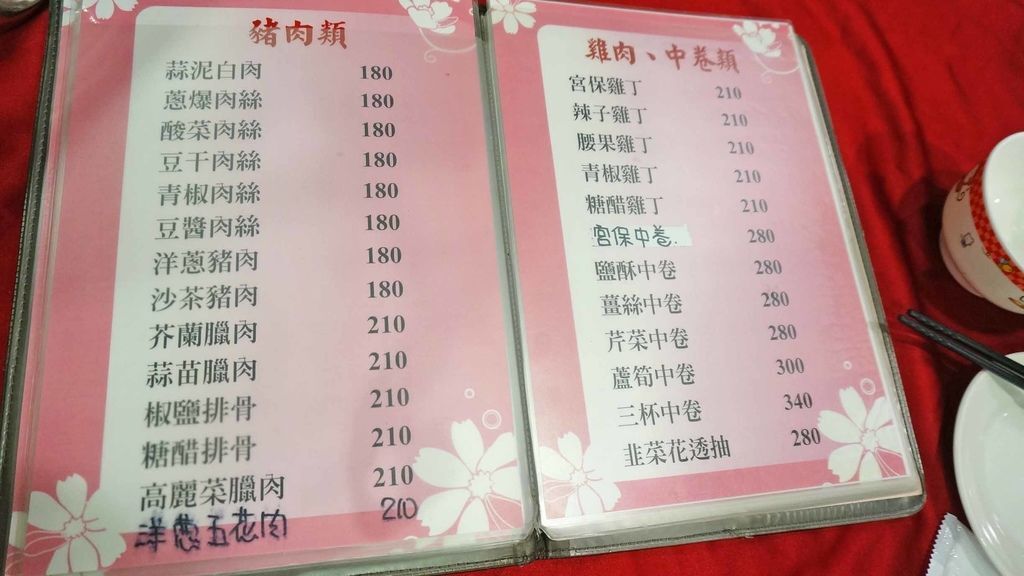 豬肉類
蒜泥白肉 180
蔥爆肉絲 180
酸菜肉絲 180
豆干肉絲 180
青椒肉絲 180
豆醬肉絲 180
洋蔥豬肉 180
沙茶豬肉 180
芥蘭臘肉 210
蒜苗臘肉 210
椒鹽排骨 210
糖醋排骨 210
高麗菜臘肉 210
洋蔥五花肉 210
雞肉、中卷類
宮保雞丁 210
辣子雞丁 210
腰果雞丁 210
青椒雞丁 210
糖醋雞丁 210
宮保中卷. 280
鹽酥中卷 280
薑絲中卷 280
芹菜中卷 280
蘆筍中卷 300
三杯中卷 340
韭菜花透抽 280